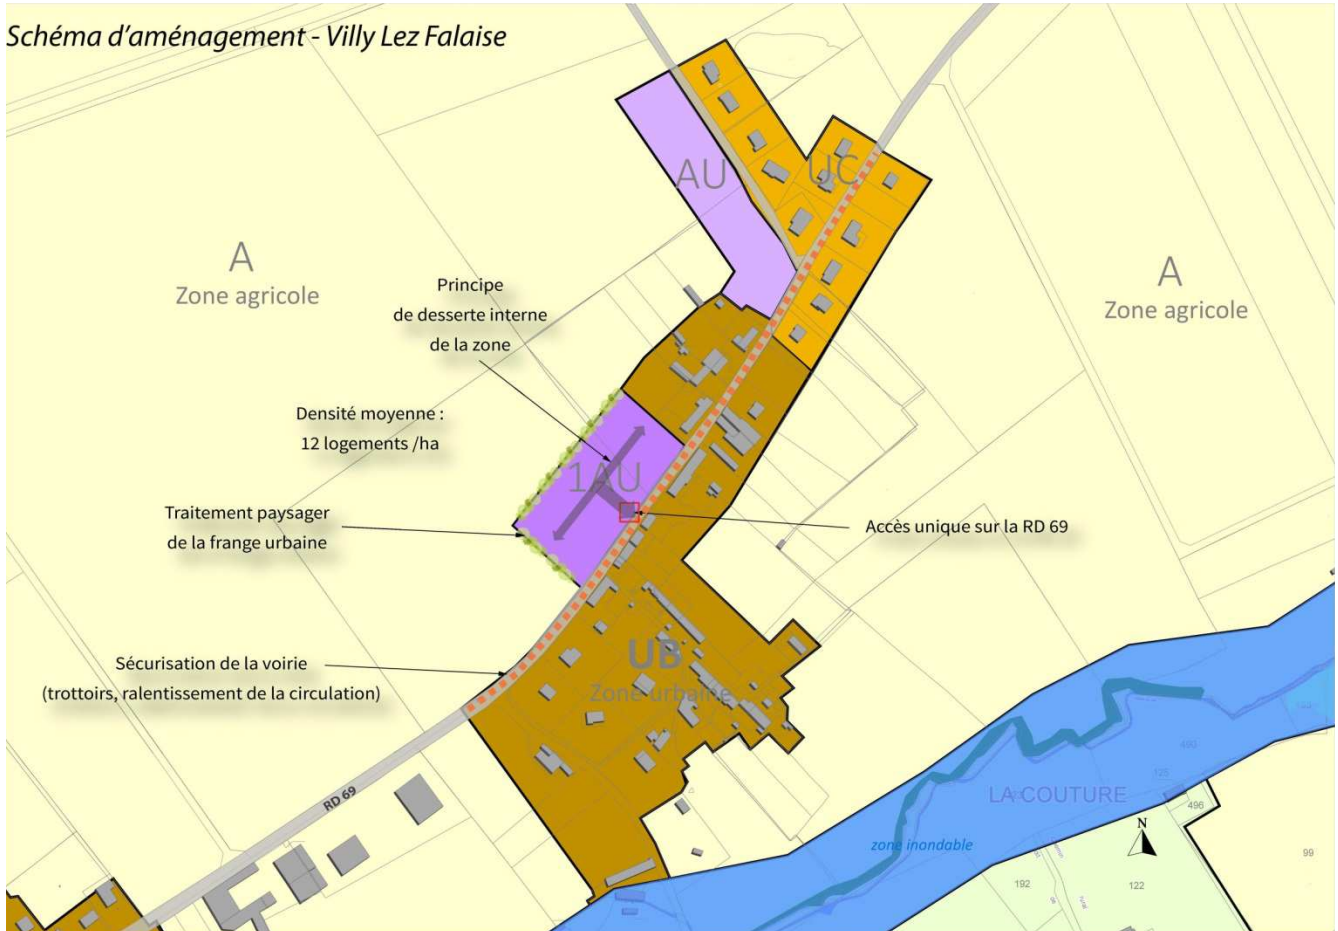 Schéma d'aménagement - Villy Lez Falaise
AU
UC
A
Zone agricole
A
Zone agricole
Principe
de desserte interne
de la zone
Densité moyenne :
12 logements /ha
1AU
Traitement paysager
de la frange urbaine
Accès unique sur la RD 69
Sécurisation de la voirie
(trottoirs, ralentissement de la circulation)
UB
Zone urbaine
RD 69
LA COUTURE
zone inondable
N
496
99
192
122